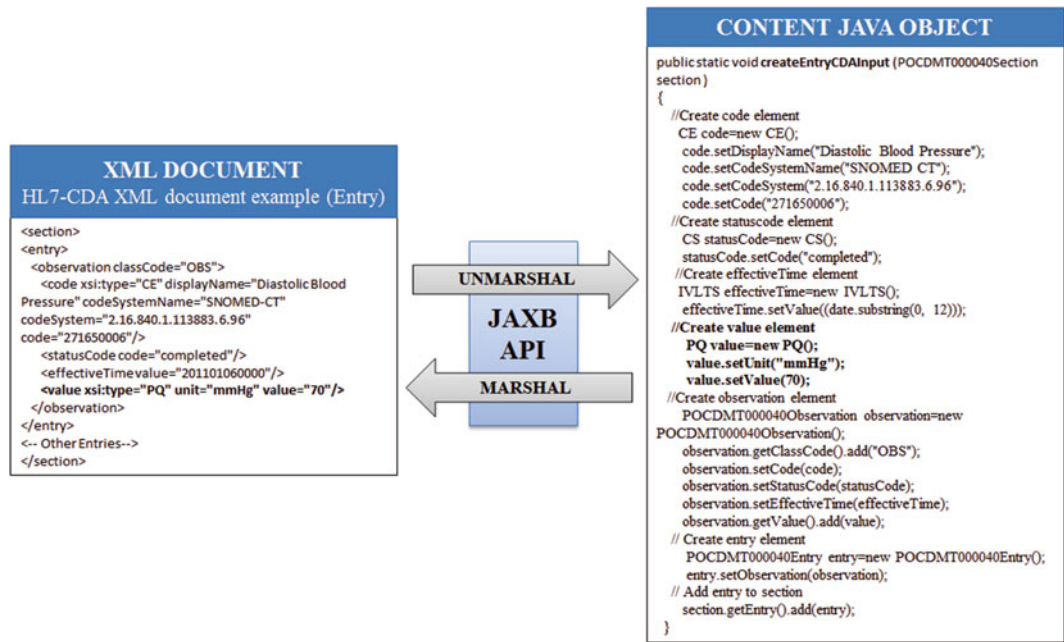 XML DOCUMENT
HL7-CDA XML document example (Entry)
<section>
<entry>
<observation classCode="OBS">
<code xsi:type="CE" displayName="Diastolic Blood
Pressure" codeSystemName="SNOMED-CT"
codeSystem="2.16.840.1.113883.6.96"
code="271650006"/>
<statusCode code="completed"/>
<effectiveTime value="201101060000"/>
<value xsi:type="PQ" unit="mmHg" value="70"/>
</observation>
</entry>
<-- Other Entries-->
</section>
UNMARSHAL
JAXB
API
MARSHAL
CONTENT JAVA OBJECT
public static void createEntryCDAInput (POCDMT000040Section
section)
{
//Create code element
CE code=new CE();
code.setDisplayName("Diastolic Blood Pressure");
code.setCodeSystemName("SNOMED CT");
code.setCodeSystem("2.16.840.1.113883.6.96");
code.setCode("271650006");
//Create statuscode element
CS statusCode=new CS();
statusCode.setCode("completed");
//Create effectiveTime element
IVLTS effectiveTime=new IVLTS();
effectiveTime.setValue((date.substring(0, 12)));
//Create value element
PQ value=new PQ();
value.setUnit("mmHg");
value.setValue(70);
//Create observation element
POCDMT000040Observation observation=new
POCDMT000040Observation();
observation.getClassCode().add("OBS");
observation.setCode(code);
observation.setStatusCode(statusCode);
observation.setEffectiveTime(effectiveTime);
observation.getValue().add(value);
// Create entry element
POCDMT000040Entry entry=new POCDMT000040Entry();
entry.setObservation(observation);
// Add entry to section
section.getEntry().add(entry);
}